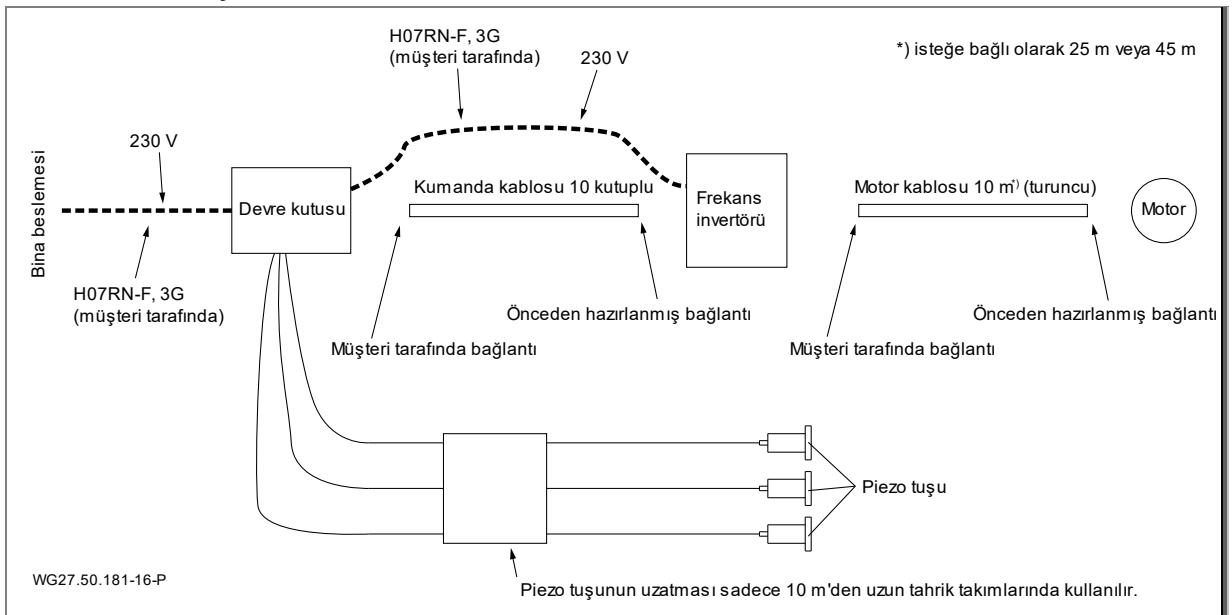 H07RN-F, 3G
(müşteri tarafında)
230 V
*) isteğe bağlı olarak 25 m veya 45 m
230 V
Bina beslemesi
Devre kutusu
Kumanda kablosu 10 kutuplu
Frekans
invertörü
Motor kablosu 10 m*) (turuncu)
Motor
H07RN-F, 3G
(müşteri tarafında)
Önceden hazırlanmış bağlantı
Önceden hazırlanmış bağlantı
Müşteri tarafında bağlantı
Müşteri tarafında bağlantı
Piezo tuşu
WG27.50.181-16-P
Piezo tuşunun uzatması sadece 10 m'den uzun tahrik takımlarında kullanılır.